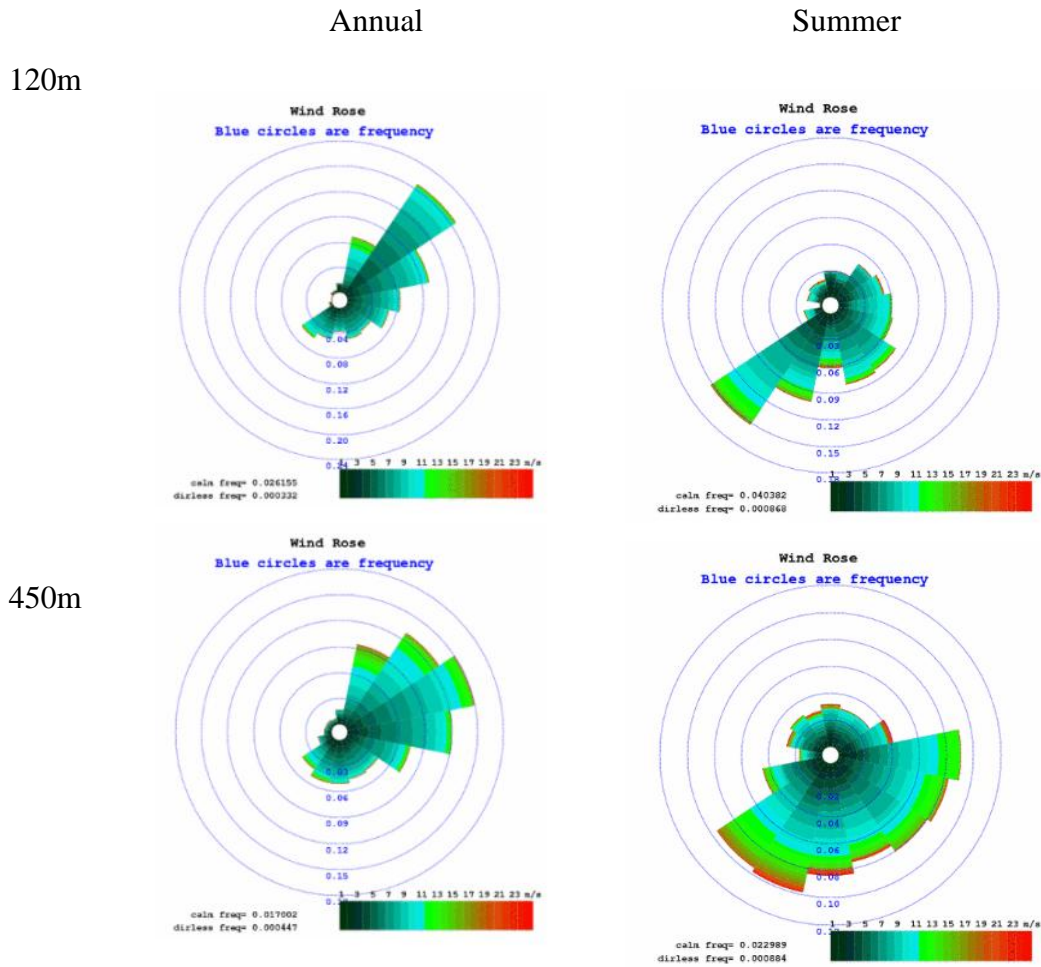 Annual
Summer
120m
Wind Rose
Blue circles are frequency
0.04
0.08
0.12
0.16
0.20
0.24
1 3 5 7 9 11 13 15 17 19 21 23 m/s
calm freq= 0.026155
dirless freq= 0.000332
Wind Rose
Blue circles are frequency
0.03
0.06
0.09
0.12
0.15
0.18
1 3 5 7 9 11 13 15 17 19 21 23 m/s
calm freq= 0.040382
dirless freq= 0.000868
450m
Wind Rose
Blue circles are frequency
0.03
0.06
0.09
0.12
0.15
1 3 5 7 9 11 13 15 17 19 21 23 m/s
calm freq= 0.017002
dirless freq= 0.000447
Wind Rose
Blue circles are frequency
0.02
0.04
0.06
0.08
0.10
1 3 5 7 9 11 13 15 17 19 21 23 m/s
calm freq= 0.022989
dirless freq= 0.000884